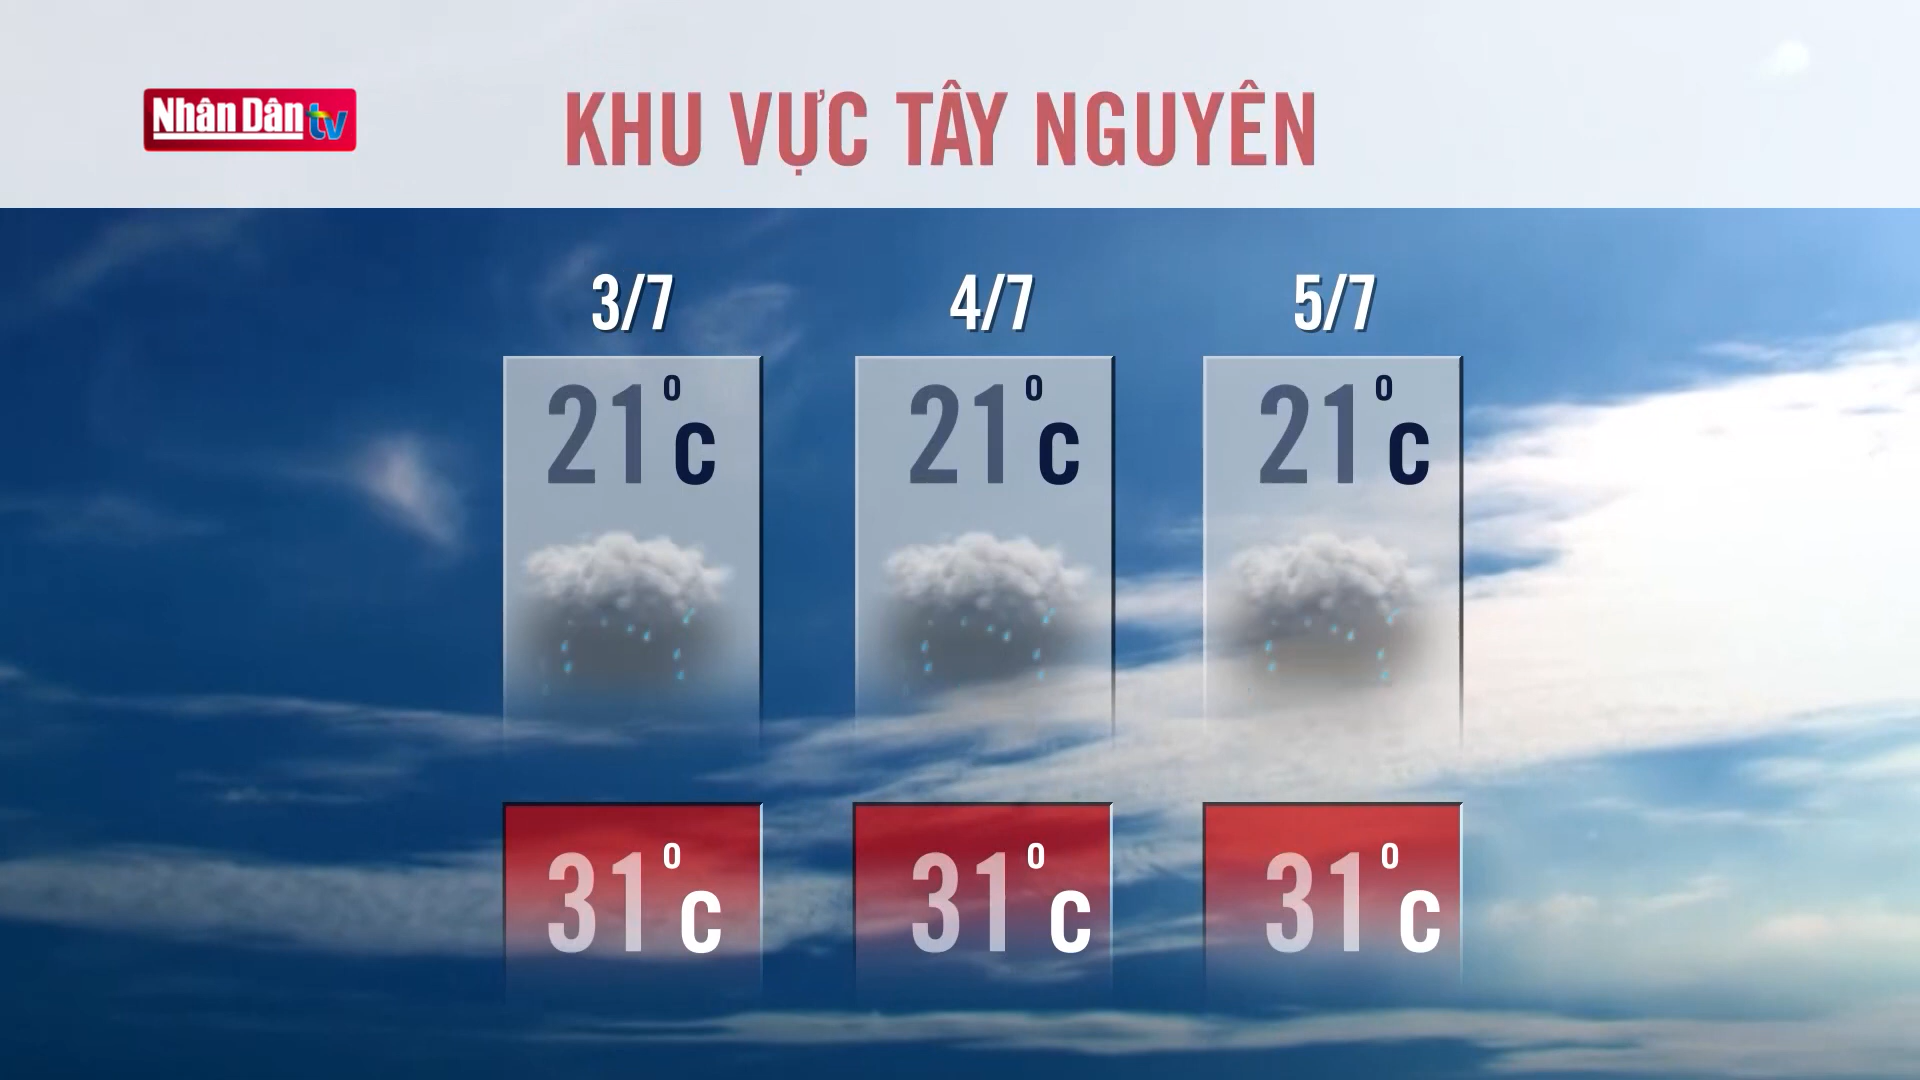 Nhân Dân tv
KHU VỰC TÂY NGUYÊN
3/7 4/7 5/7
21°C 21°C 21°C
31°C 31°C 31°C